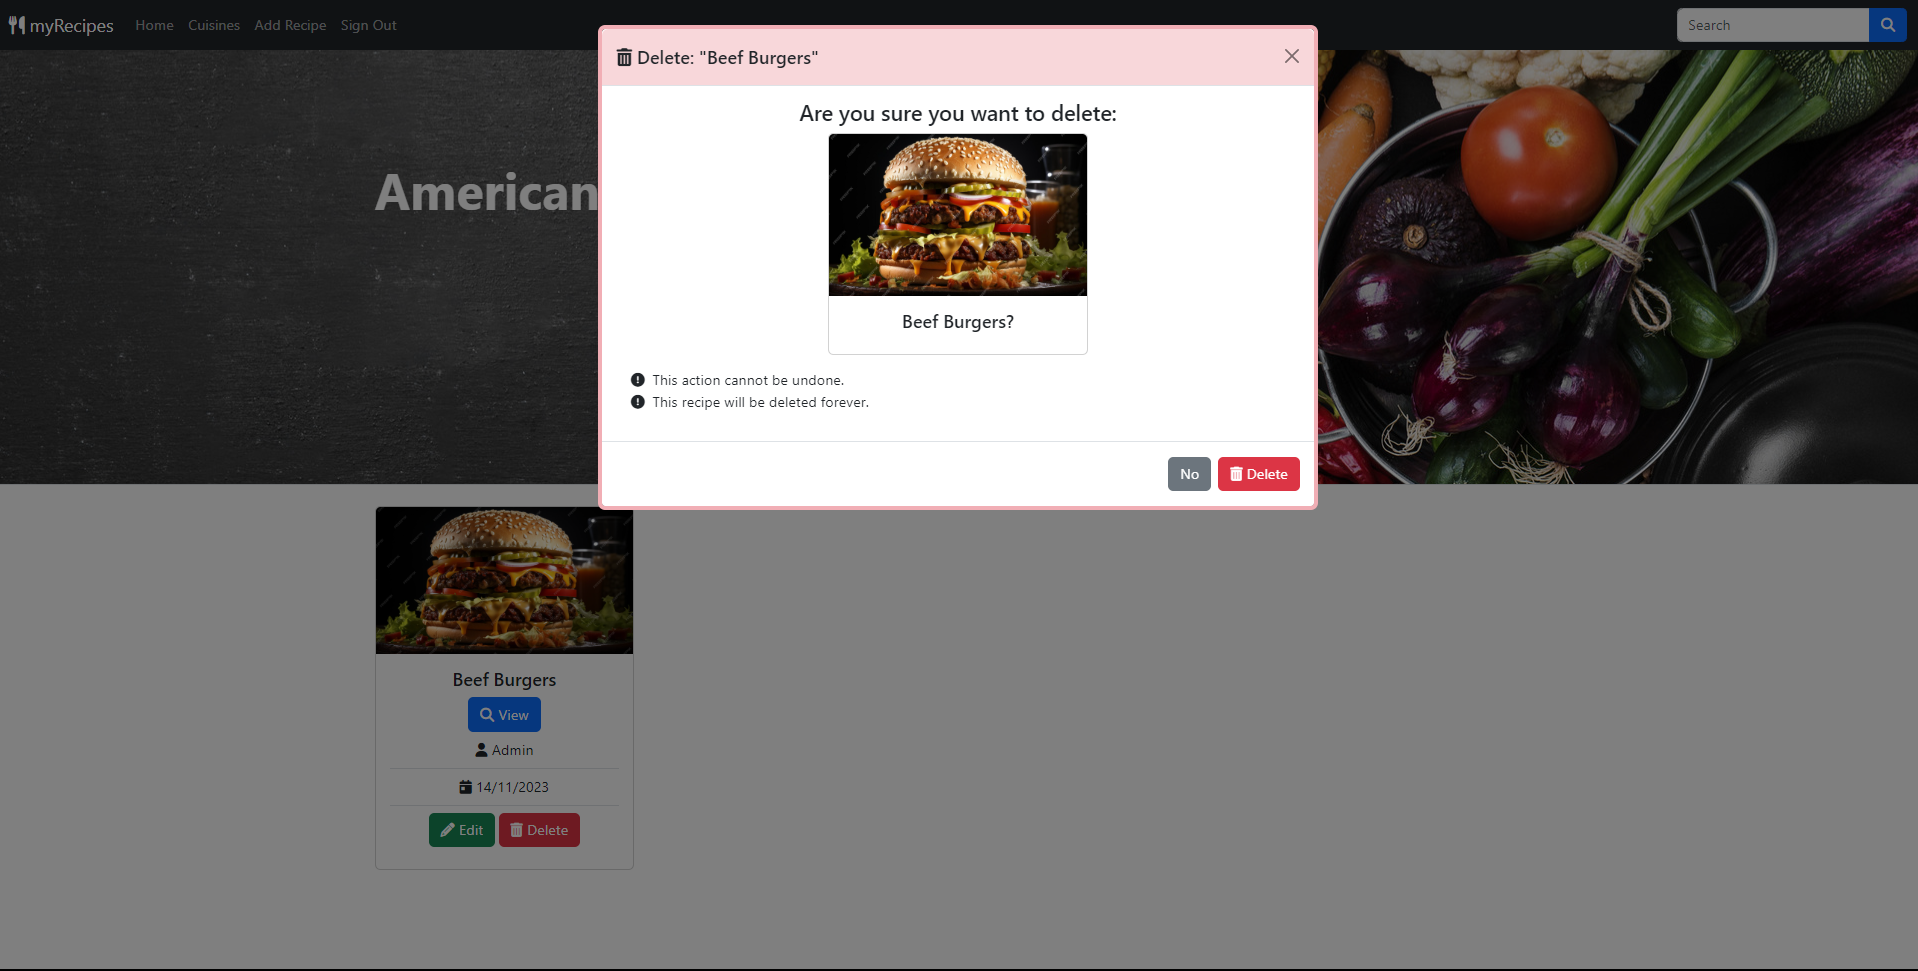 myRecipes
Home
Cuisines
Add Recipe
Sign Out
Search
Delete: "Beef Burgers"
Are you sure you want to delete:
Beef Burgers?
This action cannot be undone.
This recipe will be deleted forever.
No
Delete
American
Beef Burgers
View
Admin
14/11/2023
Edit
Delete